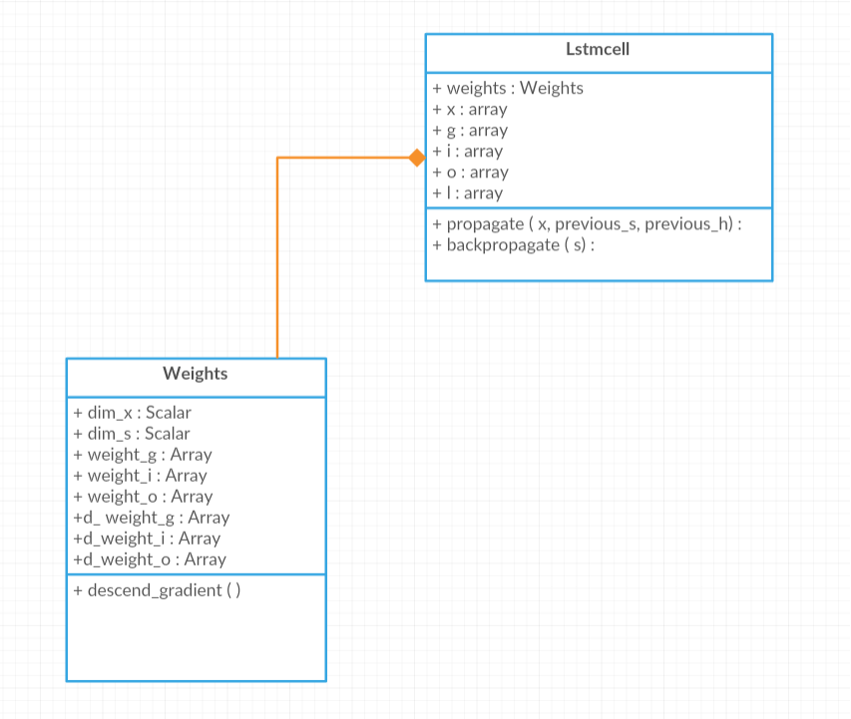 Lstmcell
+ weights : Weights
+ x : array
+ g : array
+ i : array
+ o : array
+ l : array
+ propagate ( x, previous_s, previous_h) :
+ backpropagate ( s) :
Weights
+ dim_x : Scalar
+ dim_s : Scalar
+ weight_g : Array
+ weight_i : Array
+ weight_o : Array
+d_ weight_g : Array
+d_weight_i : Array
+d_weight_o : Array
+ descend_gradient ( )